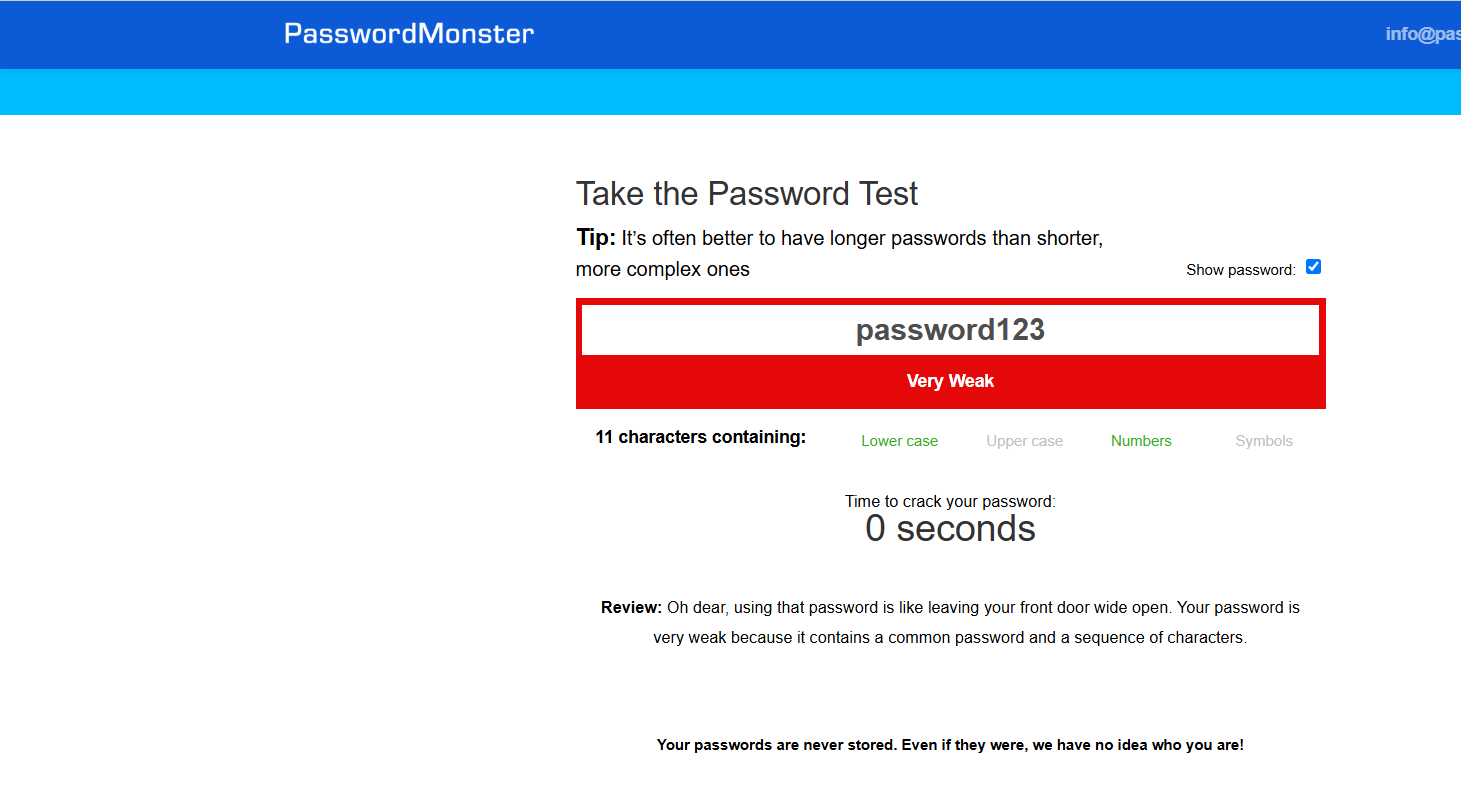 PasswordMonster
info@pas
Take the Password Test
Tip: It's often better to have longer passwords than shorter,
more complex ones
Show password:
password123
Very Weak
11 characters containing:
Lower case
Upper case
Numbers
Symbols
Time to crack your password:
0 seconds
Review: Oh dear, using that password is like leaving your front door wide open. Your password is
very weak because it contains a common password and a sequence of characters.
Your passwords are never stored. Even if they were, we have no idea who you are!